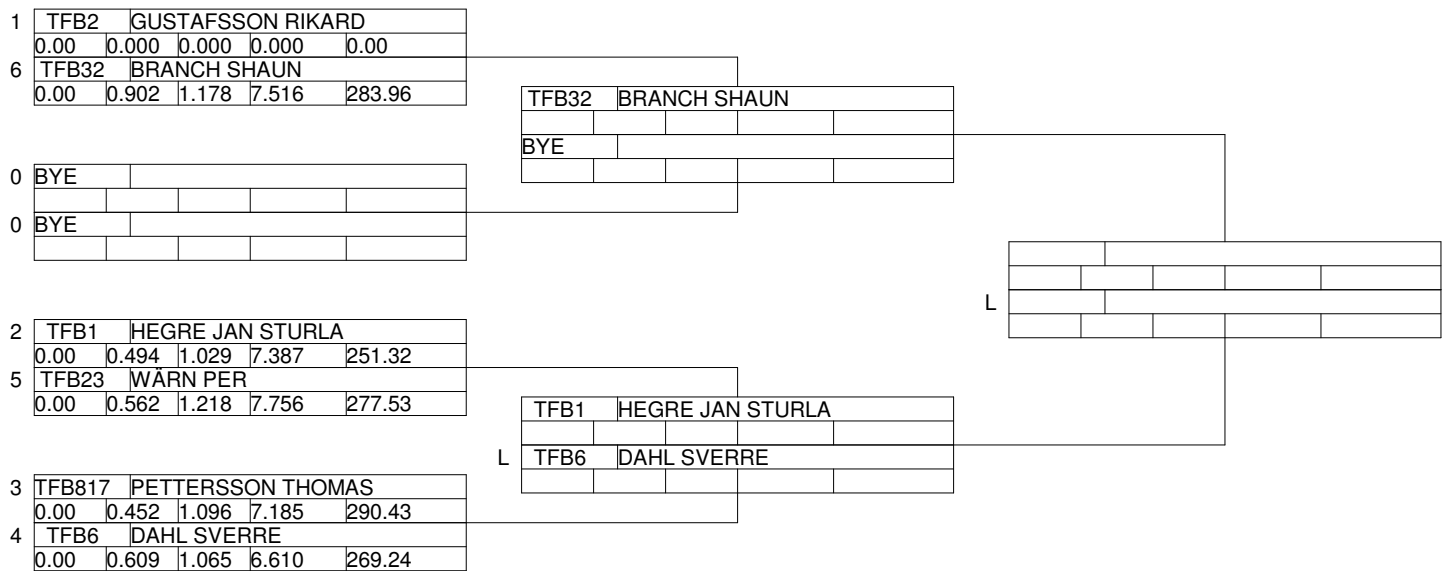 1 TFB2 GUSTAFSSON RIKARD
0.00 0.000 0.000 0.000 0.00
6 TFB32 BRANCH SHAUN
0.00 0.902 1.178 7.516 283.96
0 BYE
0 BYE
2 TFB1 HEGRE JAN STURLA
0.00 0.494 1.029 7.387 251.32
5 TFB23 WÄRN PER
0.00 0.562 1.218 7.756 277.53
3 TFB817 PETTERSSON THOMAS
0.00 0.452 1.096 7.185 290.43
4 TFB6 DAHL SVERRE
0.00 0.609 1.065 6.610 269.24
TFB32 BRANCH SHAUN
BYE
TFB1 HEGRE JAN STURLA
L TFB6 DAHL SVERRE
L